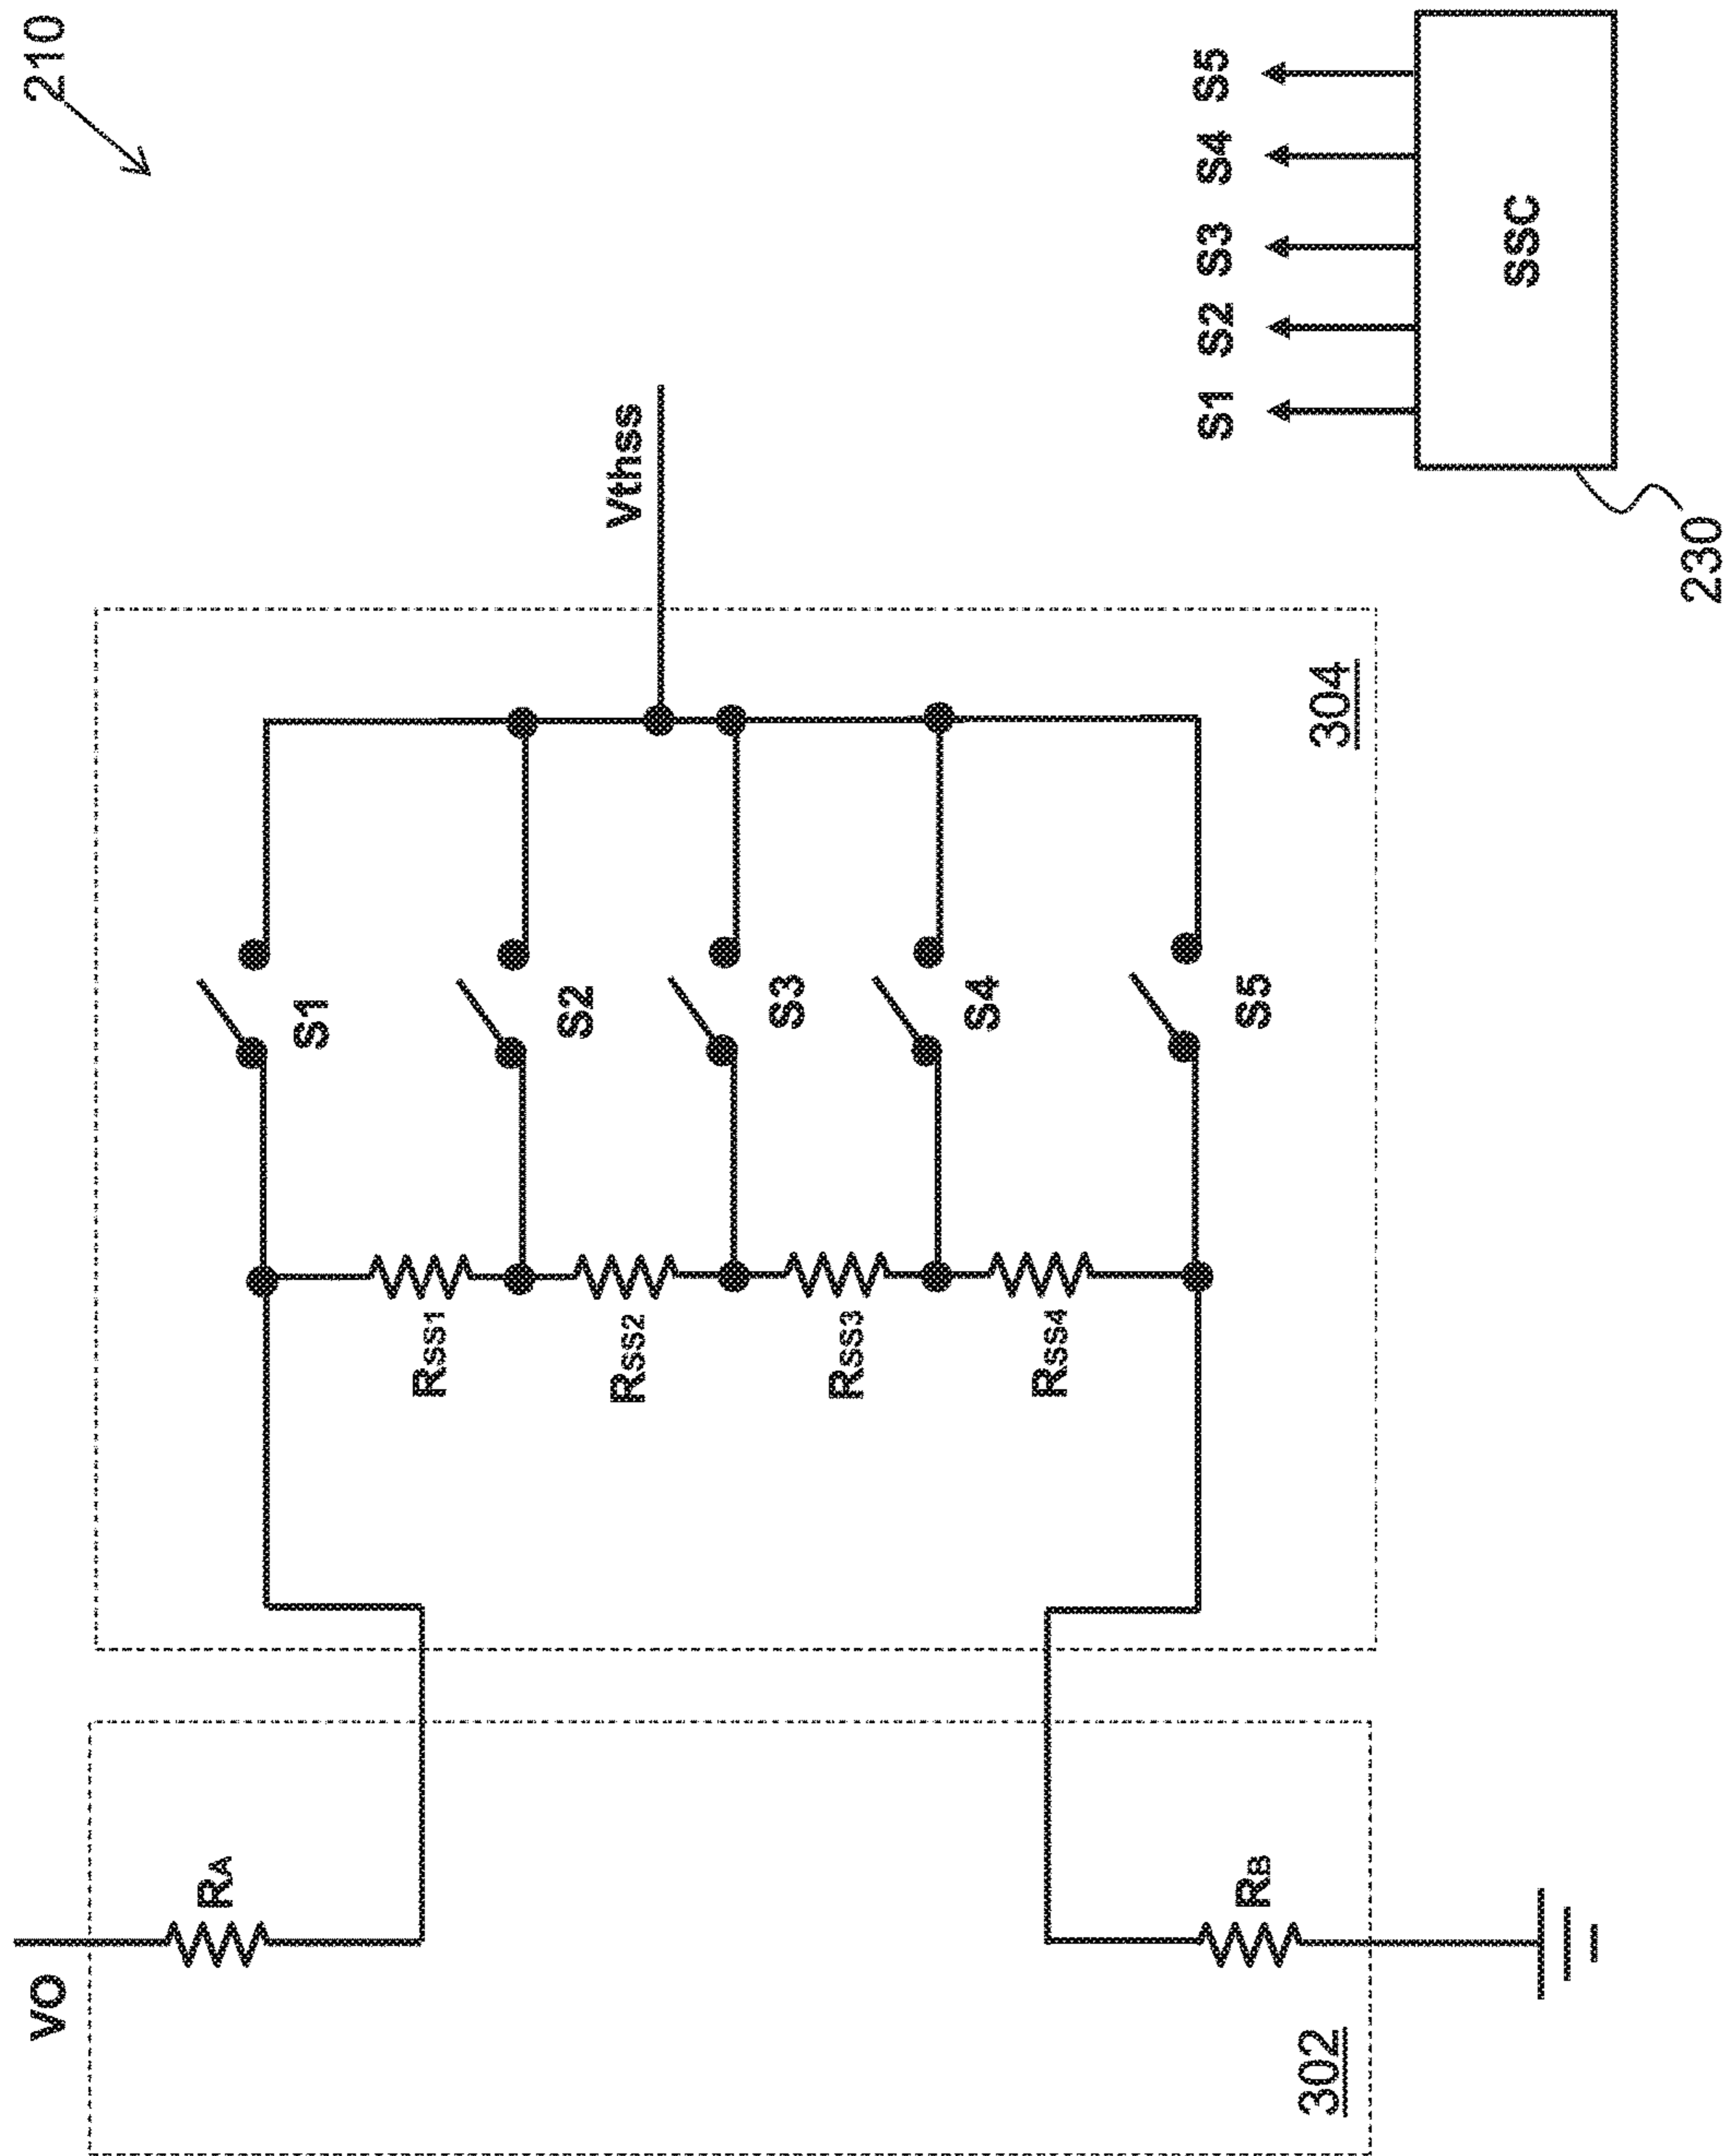 210
vo
RA
RB
302
Rss1
Rss2
Rss3
Rss4
S1
S2
S3
S4
S5
304
Vthss
S1 S2 S3 S4 S5
SSC
230